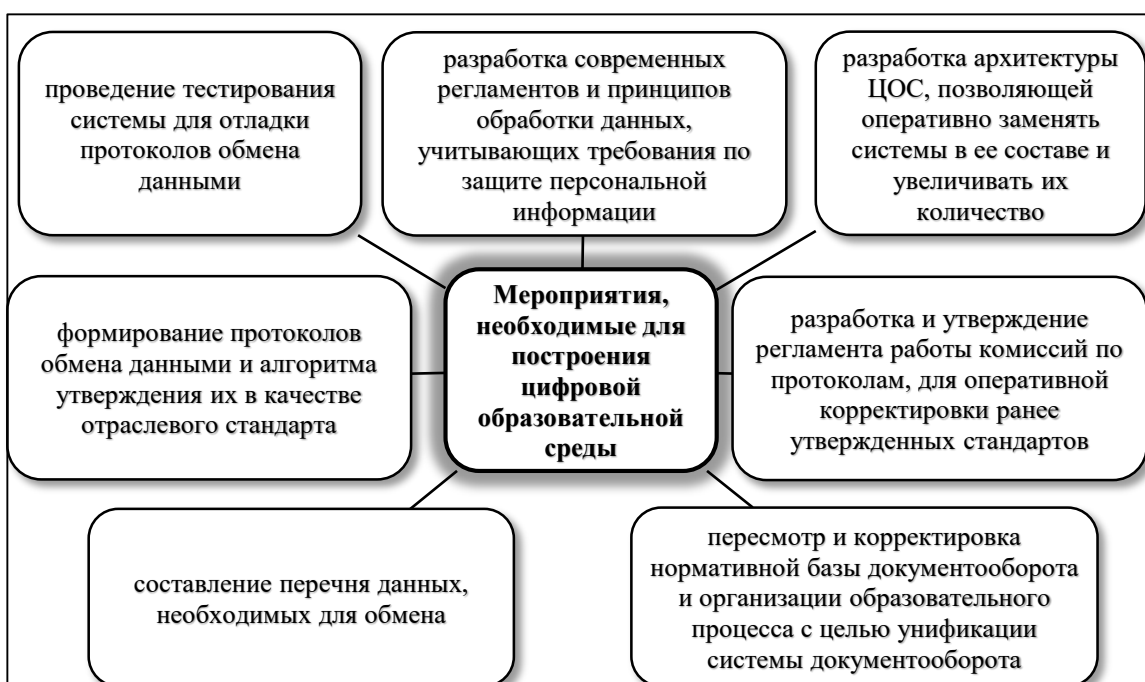 проведение тестирования
системы для отладки
протоколов обмена
данными
разработка современных
регламентов и принципов
обработки данных,
учитывающих требования по
защите персональной
информации
разработка архитектуры
ЦОС, позволяющей
оперативно заменять
системы в ее составе и
увеличивать их
количество
формирование протоколов
обмена данными и алгоритма
утверждения их в качестве
отраслевого стандарта
Мероприятия,
необходимые для
построения
цифровой
образовательной
среды
разработка и утверждение
регламента работы комиссий по
протоколам, для оперативной
корректировки ранее
утвержденных стандартов
составление перечня данных,
необходимых для обмена
пересмотр и корректировка
нормативной базы документооборота
и организации образовательного
процесса с целью унификации
системы документооборота